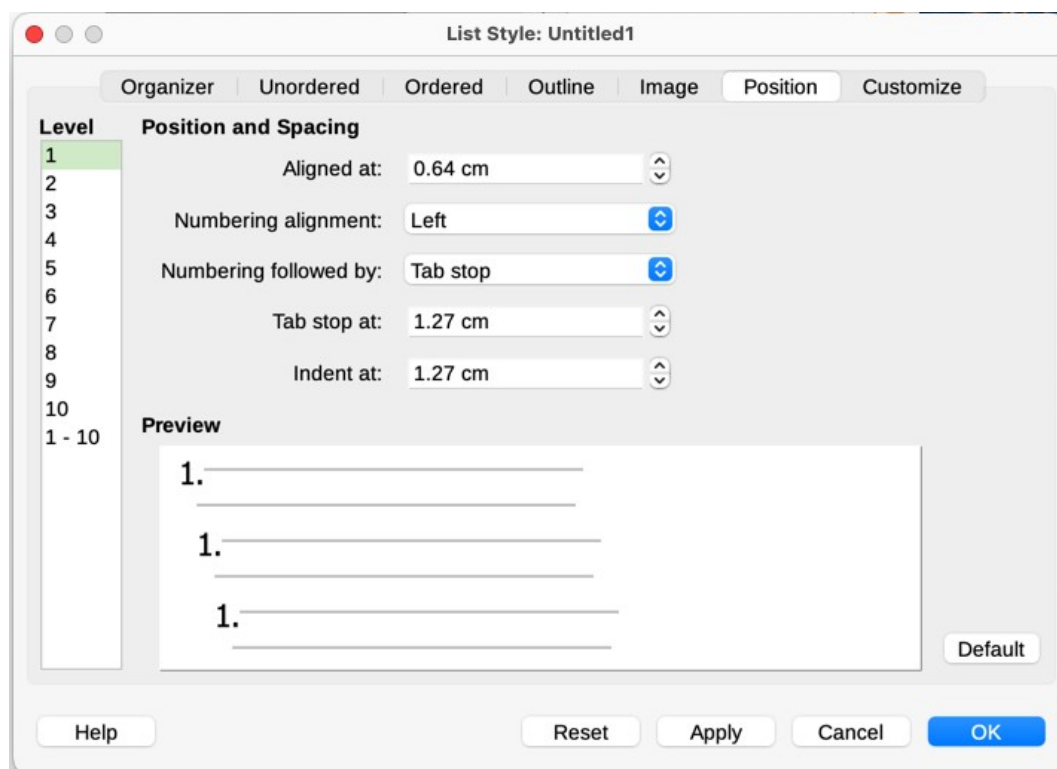 List Style: Untitled1
Organizer Unordered Ordered Outline Image Position Customize
Level
1
2
3
4
5
6
7
8
9
10
1 - 10
Position and Spacing
Aligned at: 0.64 cm
Numbering alignment: Left
Numbering followed by: Tab stop
Tab stop at: 1.27 cm
Indent at: 1.27 cm
Preview
1.
1.
1.
Default
Help Reset Apply Cancel OK